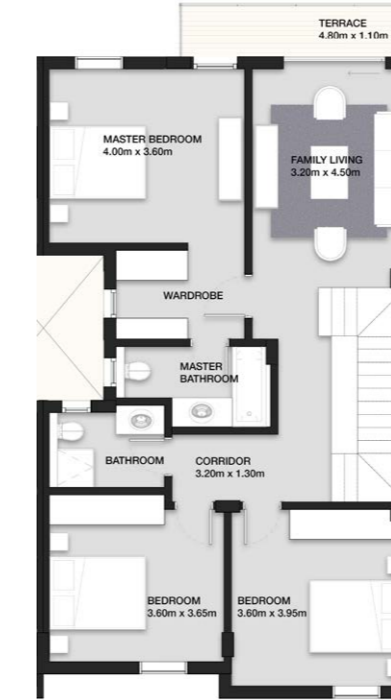 TERRACE
4.80m x 1.10m
MASTER BEDROOM
4.00m x 3.60m
FAMILY LIVING
3.20m x 4.50m
WARDROBE
MASTER
BATHROOM
BATHROOM
CORRIDOR
3.20m x 1.30m
BEDROOM
3.60m x 3.65m
BEDROOM
3.60m x 3.95m